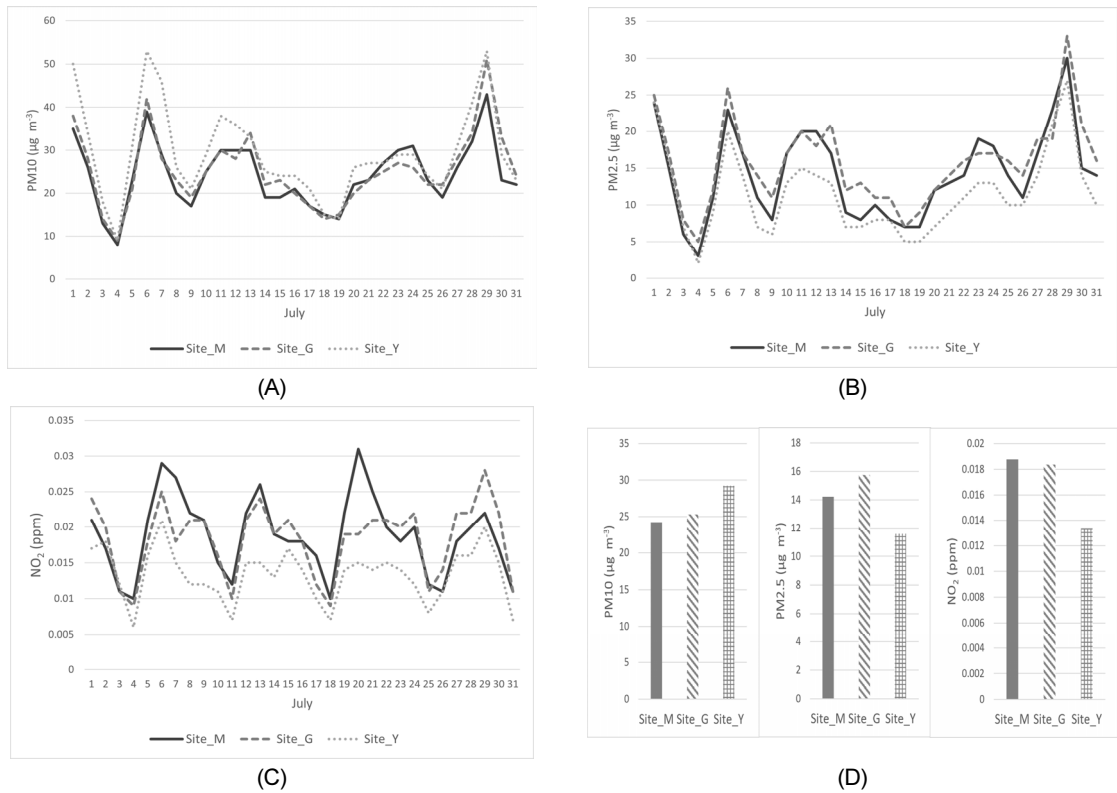 60
50
40
30
20
10
0
PM10 (µg m-3)
1 2 3 4 5 6 7 8 9 10 11 12 13 14 15 16 17 18 19 20 21 22 23 24 25 26 27 28 29 30 31
July
Site_M Site_G Site_Y
(A)
35
30
25
20
15
10
5
0
PM2.5 (µg m-3)
1 2 3 4 5 6 7 8 9 10 11 12 13 14 15 16 17 18 19 20 21 22 23 24 25 26 27 28 29 30 31
July
Site_M Site_G Site_Y
(B)
0.035
0.03
0.025
0.02
0.015
0.01
0.005
0
NO2 (ppm)
1 2 3 4 5 6 7 8 9 10 11 12 13 14 15 16 17 18 19 20 21 22 23 24 25 26 27 28 29 30 31
July
Site_M Site_G Site_Y
(C)
35
30
25
20
15
10
5
0
PM10 (µg m-3)
Site_M Site_G Site_Y
18
16
14
12
10
8
6
4
2
0
PM2.5 (µg m-3)
Site_M Site_G Site_Y
0.02
0.018
0.016
0.014
0.012
0.01
0.008
0.006
0.004
0.002
0
NO2 (ppm)
Site_M Site_G Site_Y
(D)